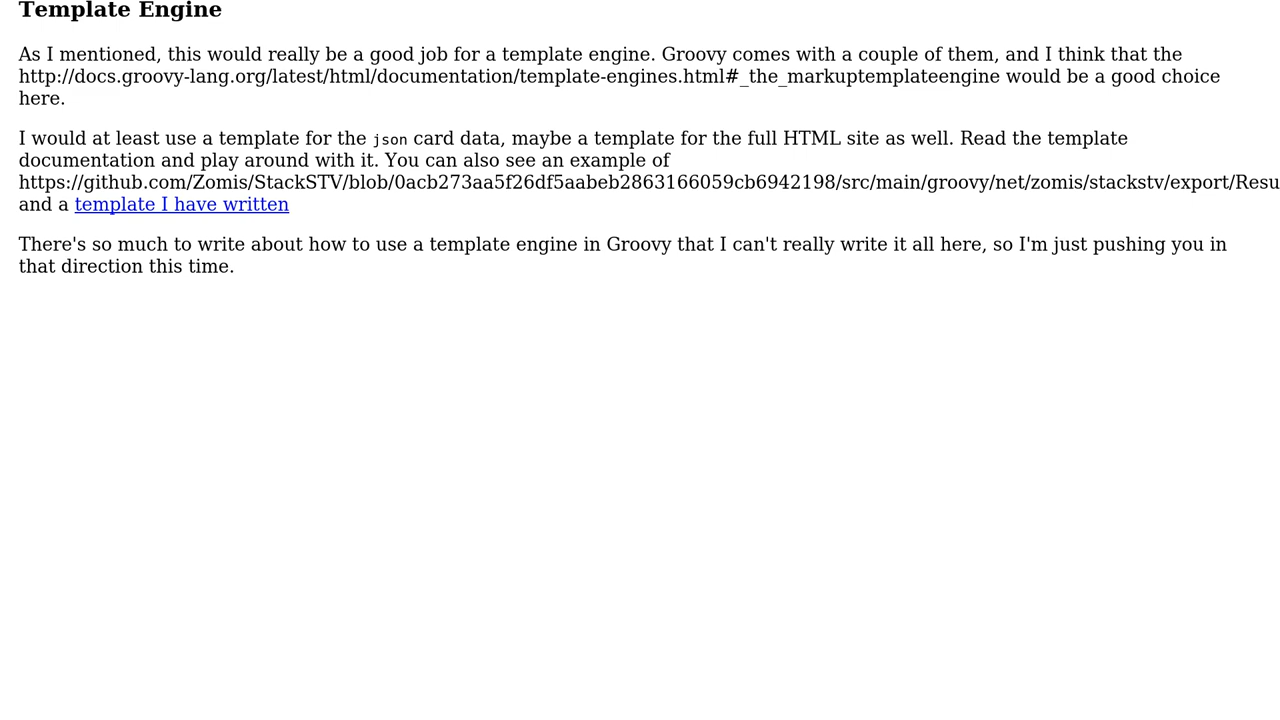 Template Engine
As I mentioned, this would really be a good job for a template engine. Groovy comes with a couple of them, and I think that the
http://docs.groovy-lang.org/latest/html/documentation/template-engines.html#_the_markuptemplateengine would be a good choice
here.
I would at least use a template for the json card data, maybe a template for the full HTML site as well. Read the template
documentation and play around with it. You can also see an example of
https://github.com/Zomis/StackSTV/blob/0acb273aa5f26df5aabeb2863166059cb6942198/src/main/groovy/net/zomis/stackstv/export/Resu
and a template I have written
There's so much to write about how to use a template engine in Groovy that I can't really write it all here, so I'm just pushing you in
that direction this time.